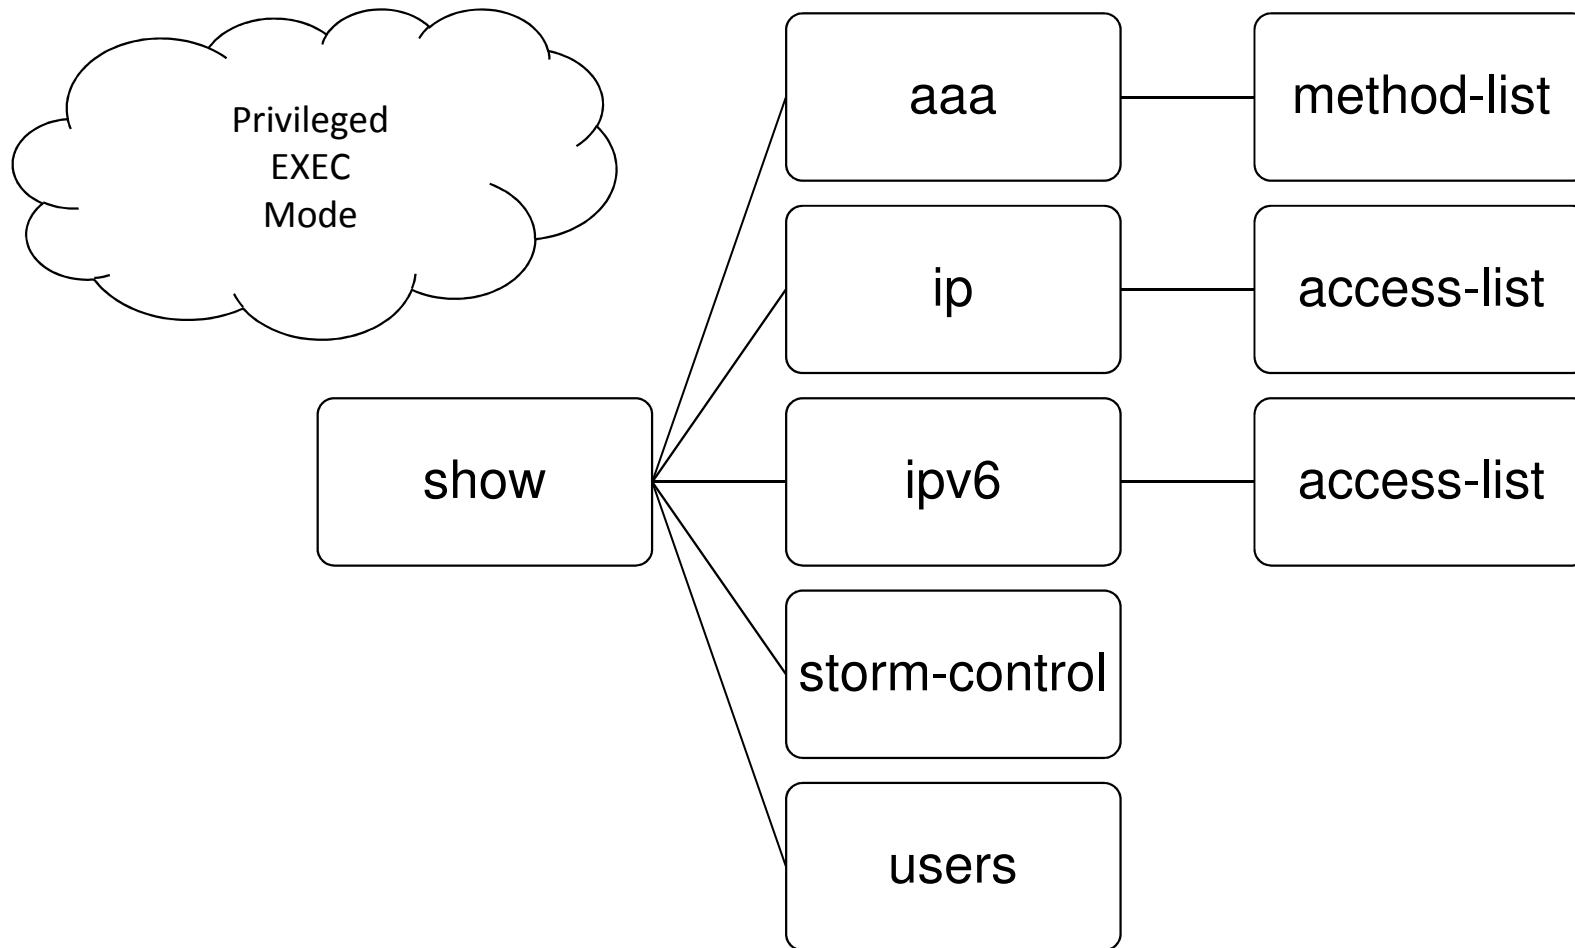 Privileged
EXEC
Mode
show
aaa
method-list
ip
access-list
ipv6
access-list
storm-control
users